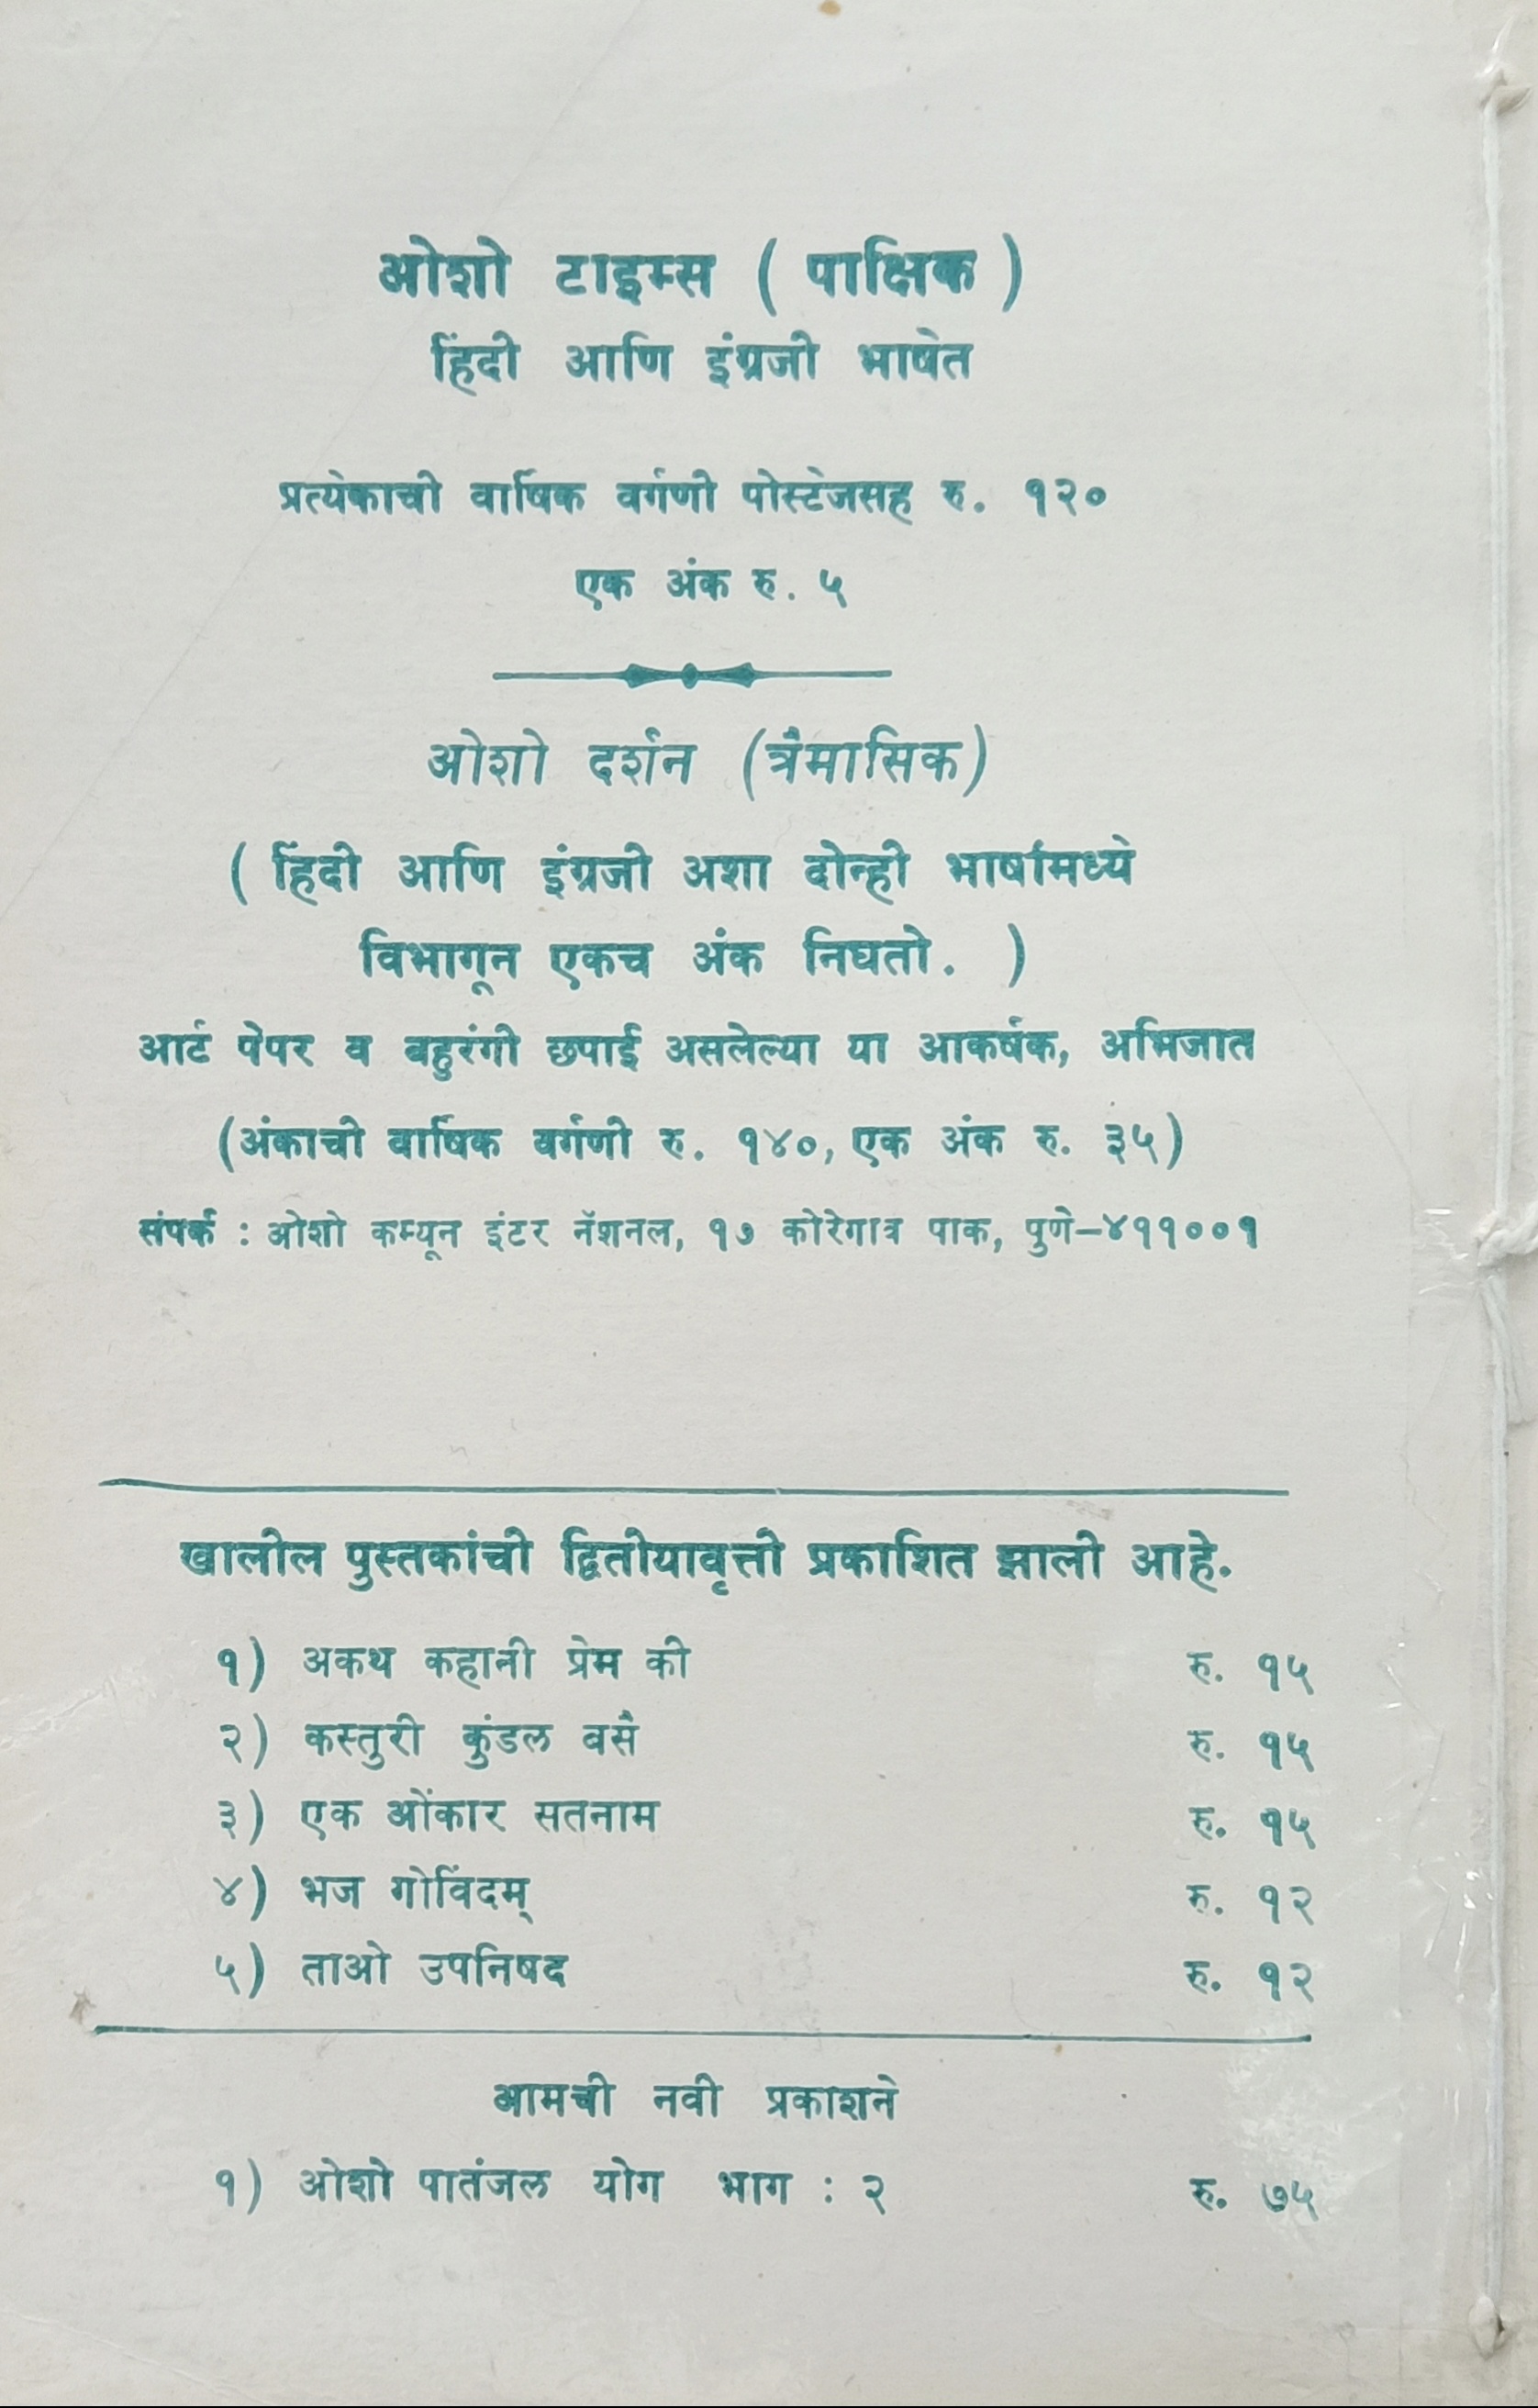 ओशो टाइम्स ( पाक्षिक )
हिंदी आणि इंग्रजी भाषेत
प्रत्येकाची वार्षिक वर्गणी पोस्टेजसह रु. १२०
एक अंक रु. ५
ओशो दर्शन (त्रैमासिक)
( हिंदी आणि इंग्रजी अशा दोन्ही भाषांमध्ये
विभागून एकच अंक निघतो. )
आर्ट पेपर व बहुरंगी छपाई असलेल्या या आकर्षक, अभिजात
(अंकाची वार्षिक वर्गणी रु. १४०, एक अंक रु. ३५)
संपर्क : ओशो कम्यून इंटर नॅशनल, १७ कोरेगात्र पाक, पुणे–४११००१
खालील पुस्तकांची द्वितीयावृत्ती प्रकाशित झाली आहे.
१) अकथ कहानी प्रेम की रु. १५
२) कस्तुरी कुंडल बसै रु. १५
३) एक ओंकार सतनाम रु. १५
४) भज गोविंदम् रु. १२
५) ताओ उपनिषद रु. १२
आमची नवी प्रकाशने
१) ओशो पातंजल योग भाग : २ रु. ७५